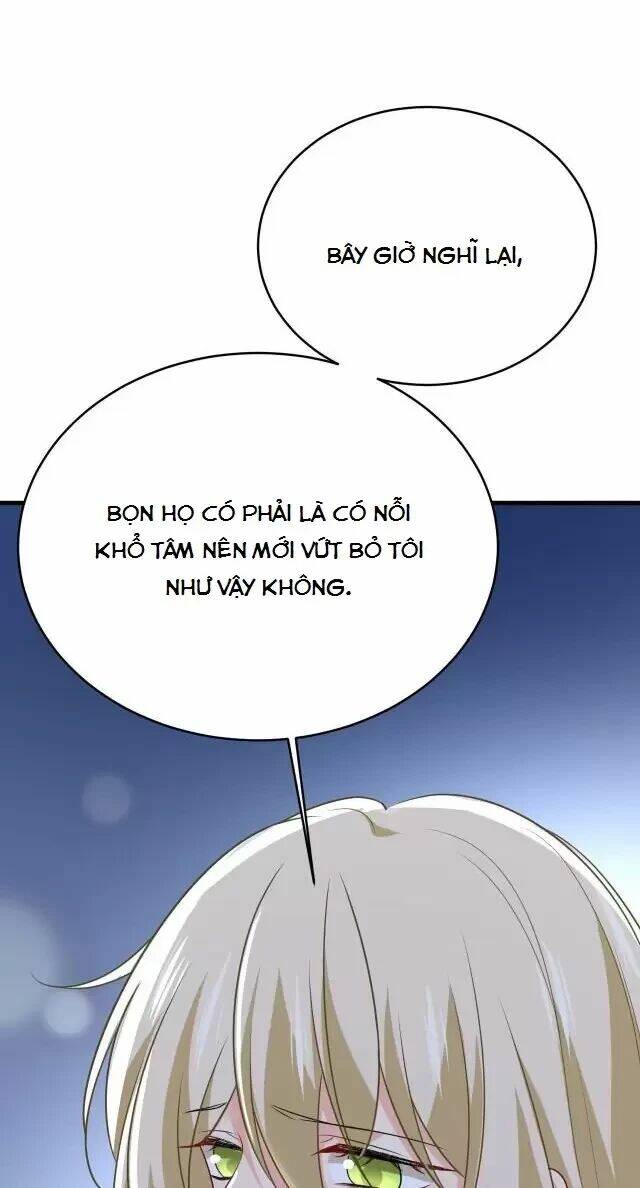 BÂY GIỜ NGHĨ LẠI,
BỌN HỌ CÓ PHẢI LÀ CÓ NỖI
KHỔ TÂM NÊN MỚI VỨT BỎ TÔI
NHƯ VẬY KHÔNG.